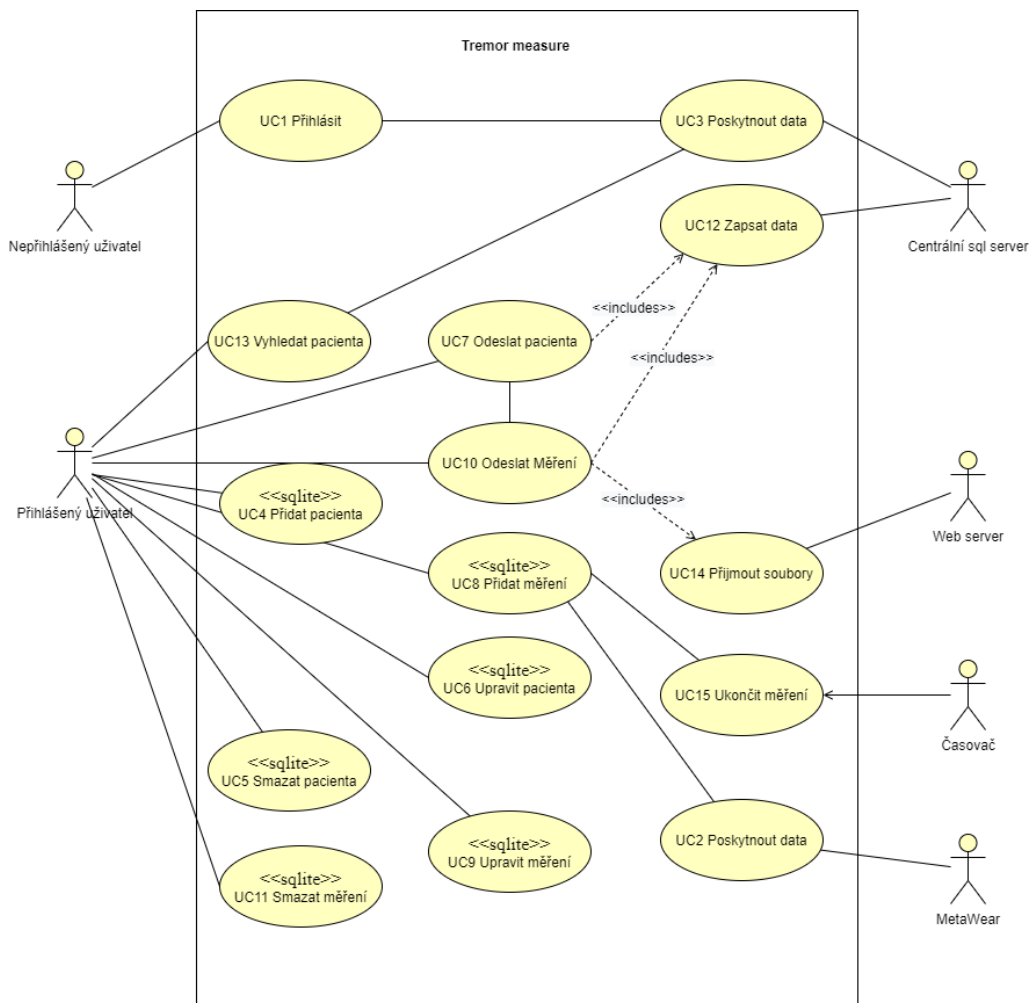 Tremor measure
UC1 Přihlásit
UC3 Poskytnout data
Nepřihlášený uživatel
UC12 Zapsat data
Centrální sql server
<<includes>>
UC13 Vyhledat pacienta
UC7 Odeslat pacienta
<<includes>>
UC10 Odeslat Měření
<<sqlite>>
UC4 Přidat pacienta
<<includes>>
Přihlášený uživatel
Web server
<<sqlite>>
UC8 Přidat měření
UC14 Přijmout soubory
<<sqlite>>
UC6 Upravit pacienta
UC15 Ukončit měření
Časovač
<<sqlite>>
UC5 Smazat pacienta
<<sqlite>>
UC9 Upravit měření
UC2 Poskytnout data
<<sqlite>>
UC11 Smazat měření
MetaWear